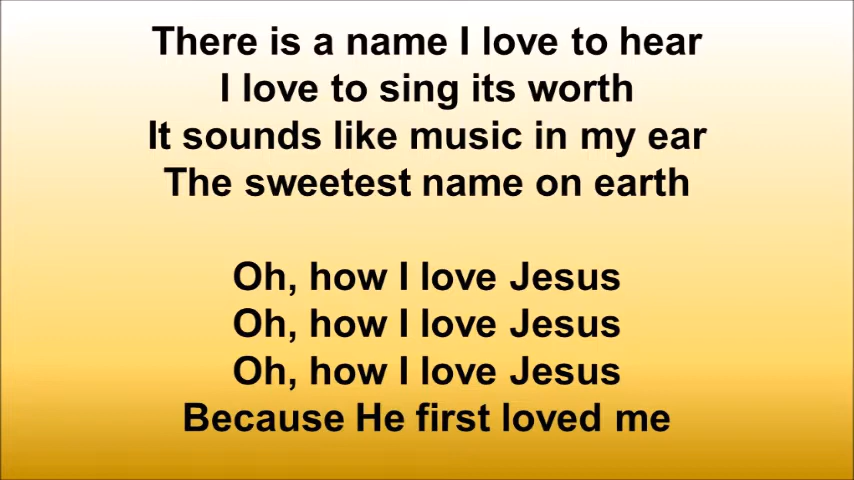 There is a name I love to hear
I love to sing its worth
It sounds like music in my ear
The sweetest name on earth
Oh, how I love Jesus
Oh, how I love Jesus
Oh, how I love Jesus
Because He first loved me